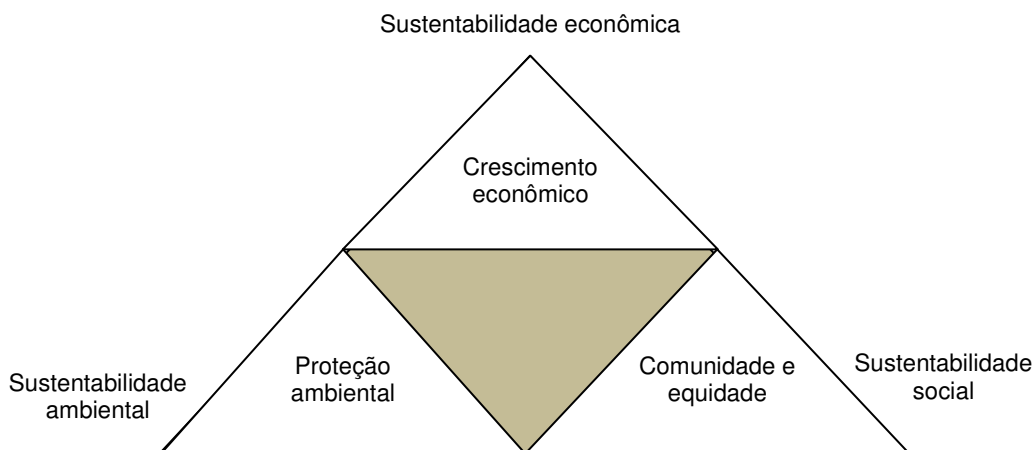 Sustentabilidade econômica
Crescimento
econômico
Proteção
ambiental
Comunidade e
equidade
Sustentabilidade
ambiental
Sustentabilidade
social